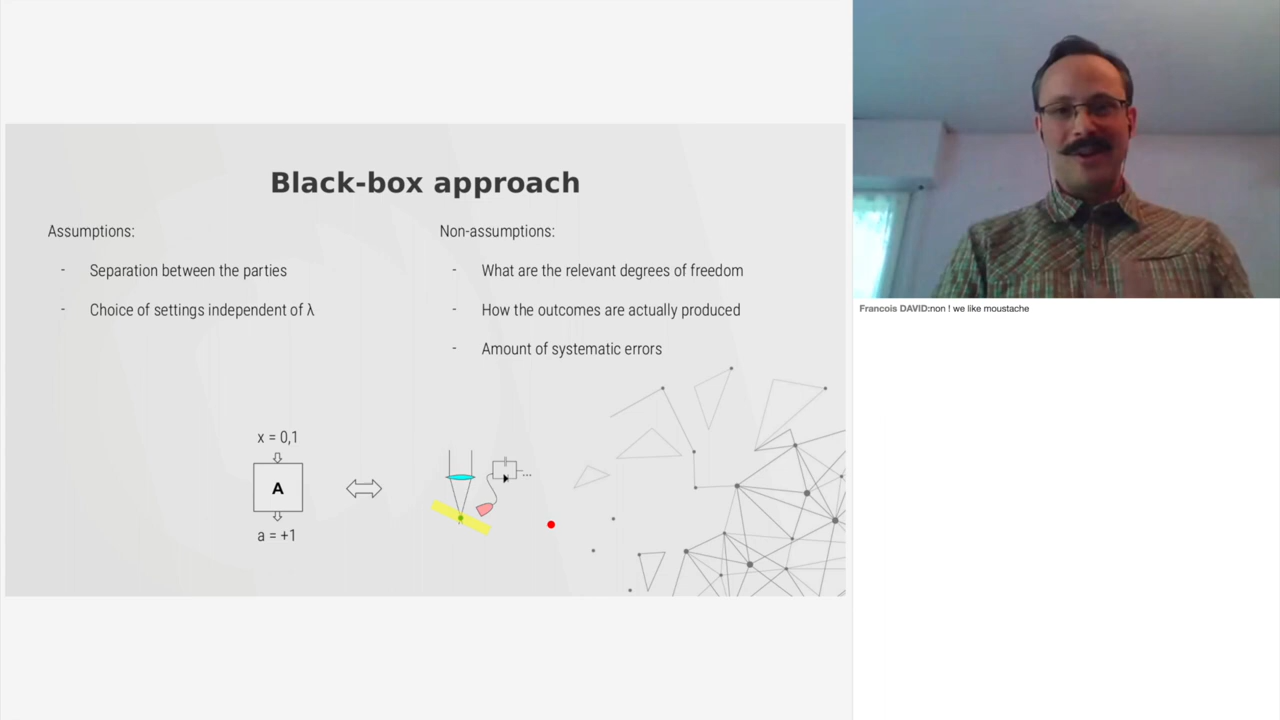 Black-box approach
Assumptions:
- Separation between the parties
- Choice of settings independent of λ
Non-assumptions:
- What are the relevant degrees of freedom
- How the outcomes are actually produced
- Amount of systematic errors
x = 0,1
A
a = +1
...
Francois DAVID:non ! we like moustache